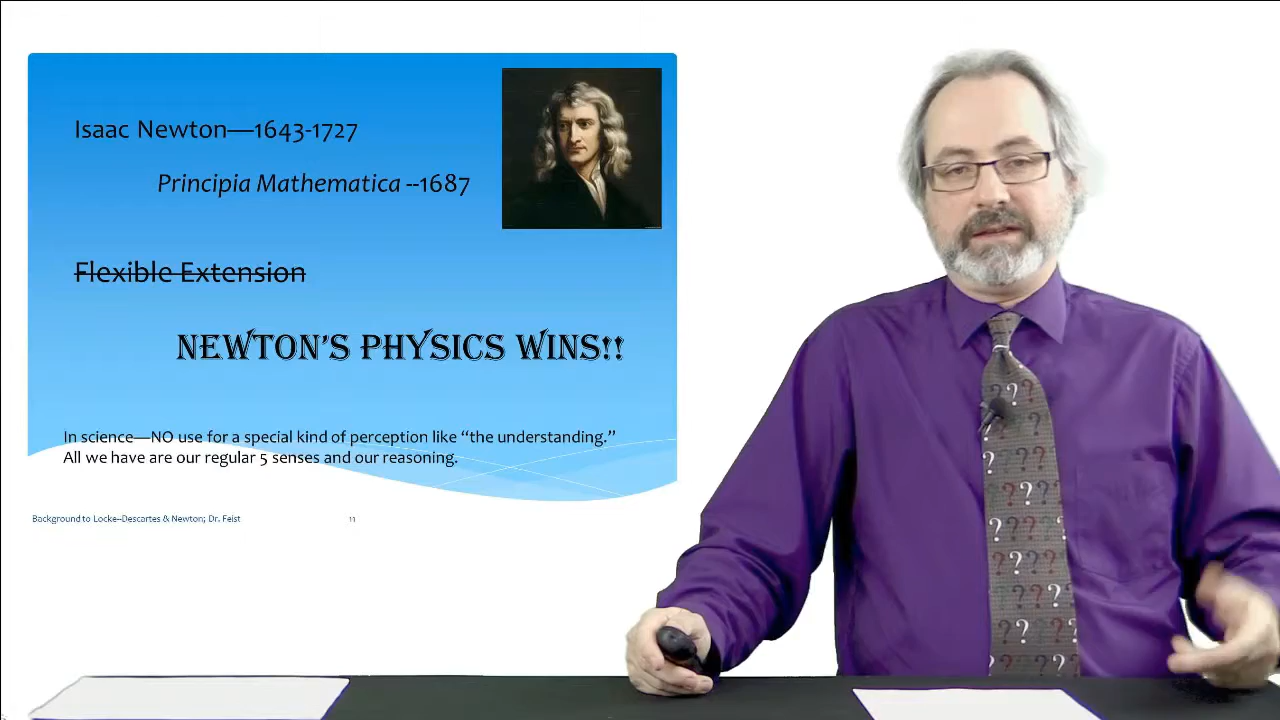 Isaac Newton—1643-1727
Principia Mathematica --1687
Flexible Extension
NEWTON'S PHYSICS WINS!!
In science—NO use for a special kind of perception like “the understanding.”
All we have are our regular 5 senses and our reasoning.
Background to Locke--Descartes & Newton; Dr. Feist 11